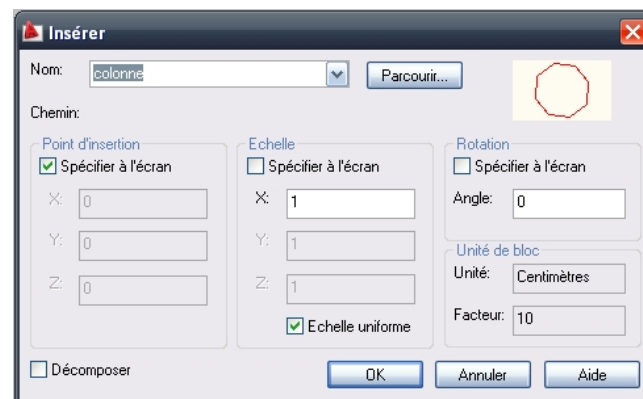 Insérer
Nom: colonne Parcourir...
Chemin:
Point d'insertion
Spécifier à l'écran
X: 0
Y: 0
Z: 0
Echelle
Spécifier à l'écran
X: 1
Y: 1
Z: 1
Echelle uniforme
Rotation
Spécifier à l'écran
Angle: 0
Unité de bloc
Unité: Centimètres
Facteur: 10
Décomposer
OK Annuler Aide